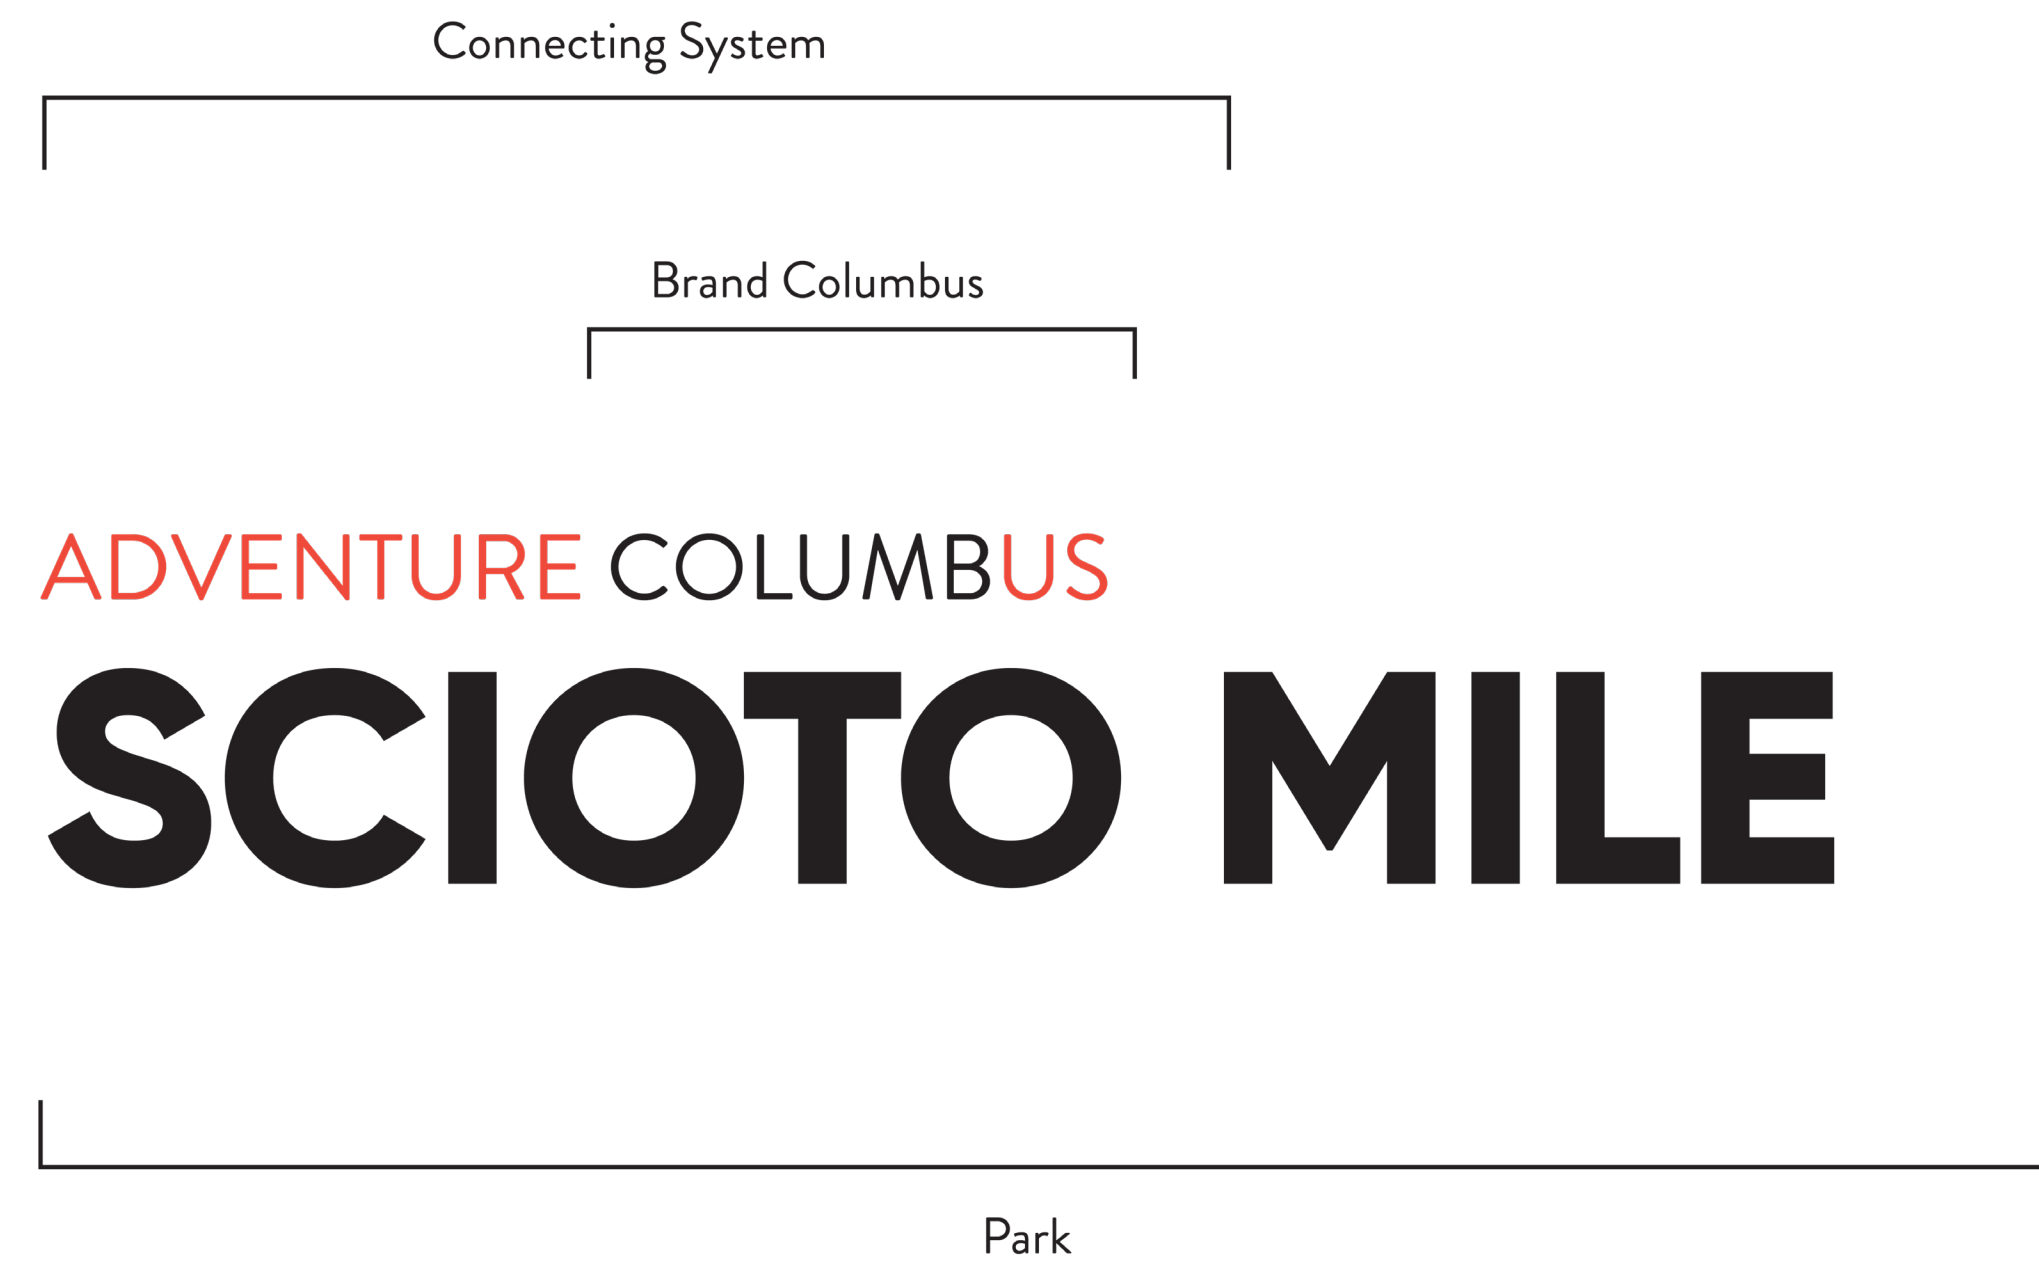 Connecting System
Brand Columbus
ADVENTURE COLUMBUS
SCIOTO MILE
Park